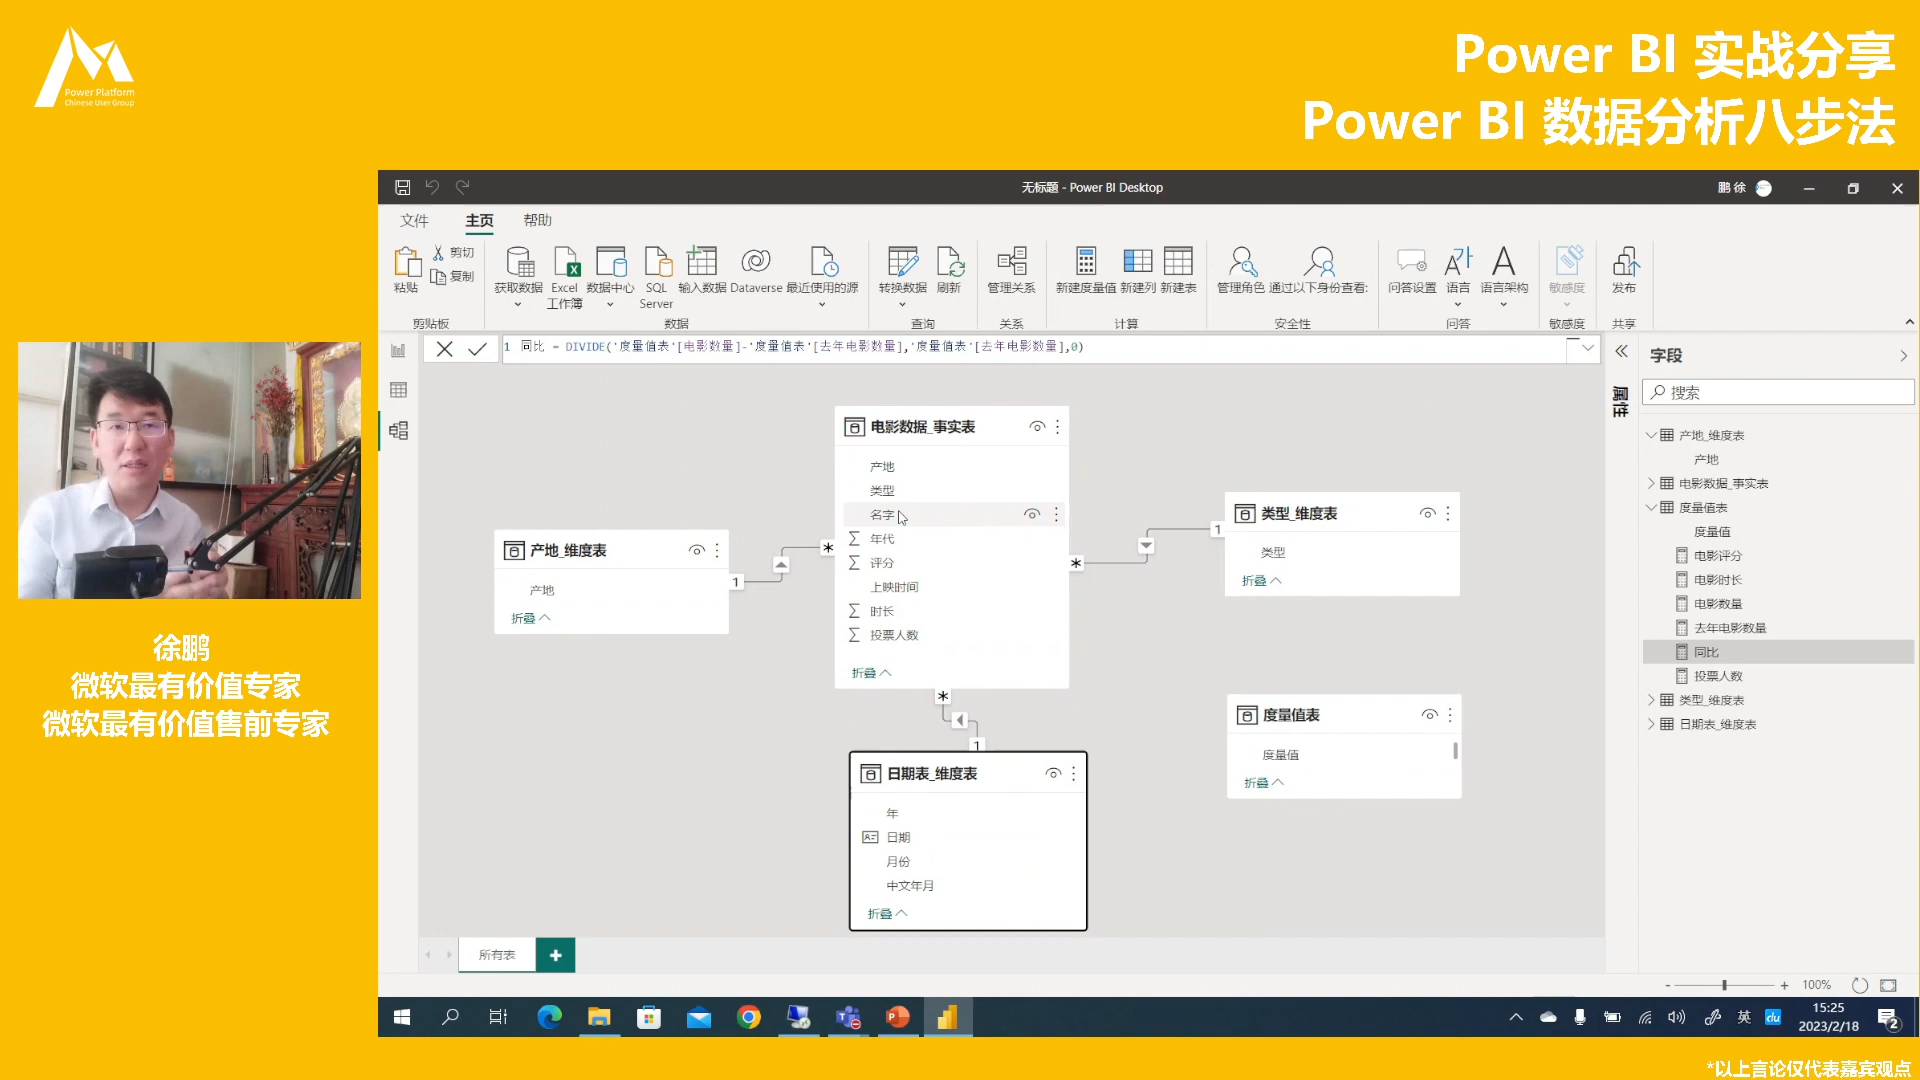 Power Platform
Chinese User Group
Power BI 实战分享
Power BI 数据分析八步法
无标题 - Power BI Desktop
鹏 徐
文件
主页
帮助
粘贴
剪切
复制
剪贴板
获取数据
Excel
工作簿
数据中心
SQL
Server
输入数据
Dataverse
最近使用的源
数据
转换数据
刷新
查询
管理关系
关系
新建度量值
新建列
新建表
计算
管理角色
通过以下身份查看:
安全性
问答设置
语言
语言架构
问答
敏感度
敏感度
发布
共享
1 同比 = DIVIDE('度量值表'[电影数量]-'度量值表'[去年电影数量],'度量值表'[去年电影数量],0)
电影数据_事实表
产地
类型
名字
年代
评分
上映时间
时长
投票人数
折叠
产地_维度表
产地
折叠
1
*
*
1
类型_维度表
类型
折叠
*
1
日期表_维度表
年
日期
月份
中文年月
折叠
度量值表
度量值
折叠
属性
字段
搜索
产地_维度表
产地
电影数据_事实表
度量值表
度量值
电影评分
电影时长
电影数量
去年电影数量
同比
投票人数
类型_维度表
日期表_维度表
徐鹏
微软最有价值专家
微软最有价值售前专家
所有表
- + 100%
英
du
15:25
2023/2/18
2
*以上言论仅代表嘉宾观点